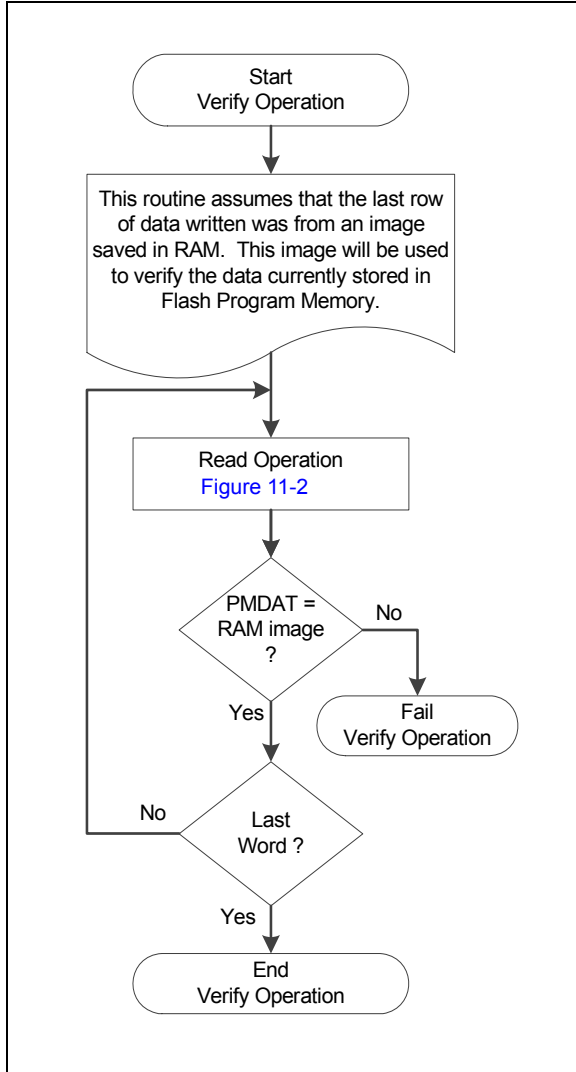 Start
Verify Operation
This routine assumes that the last row
of data written was from an image
saved in RAM. This image will be used
to verify the data currently stored in
Flash Program Memory.
Read Operation
Figure 11-2
PMDAT =
RAM image
?
No
Yes
Fail
Verify Operation
No
Last
Word ?
Yes
End
Verify Operation